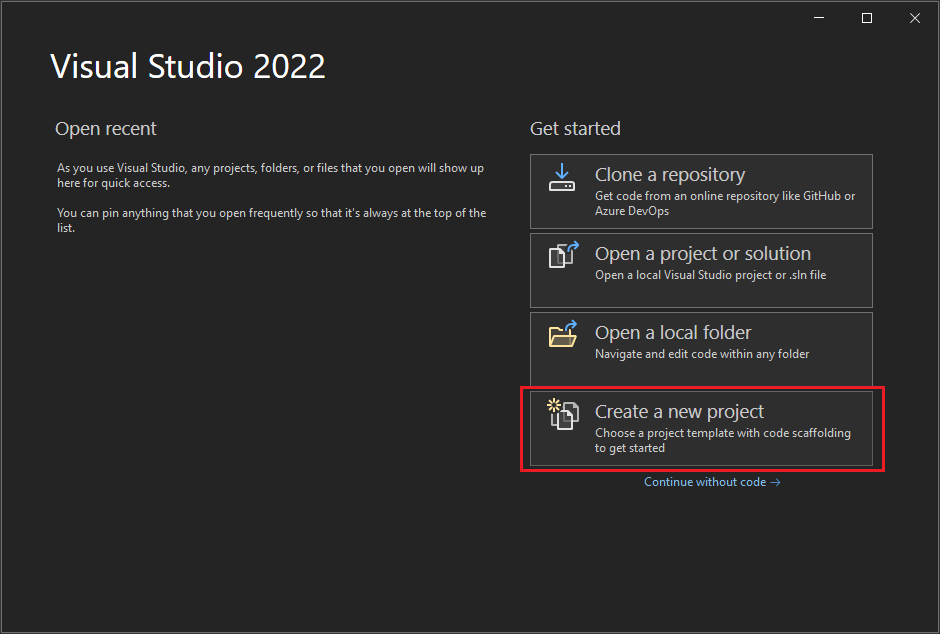 Visual Studio 2022
Open recent
As you use Visual Studio, any projects, folders, or files that you open will show up
here for quick access.
You can pin anything that you open frequently so that it's always at the top of the
list.
Get started
Clone a repository
Get code from an online repository like GitHub or
Azure DevOps
Open a project or solution
Open a local Visual Studio project or .sln file
Open a local folder
Navigate and edit code within any folder
Create a new project
Choose a project template with code scaffolding
to get started
Continue without code →